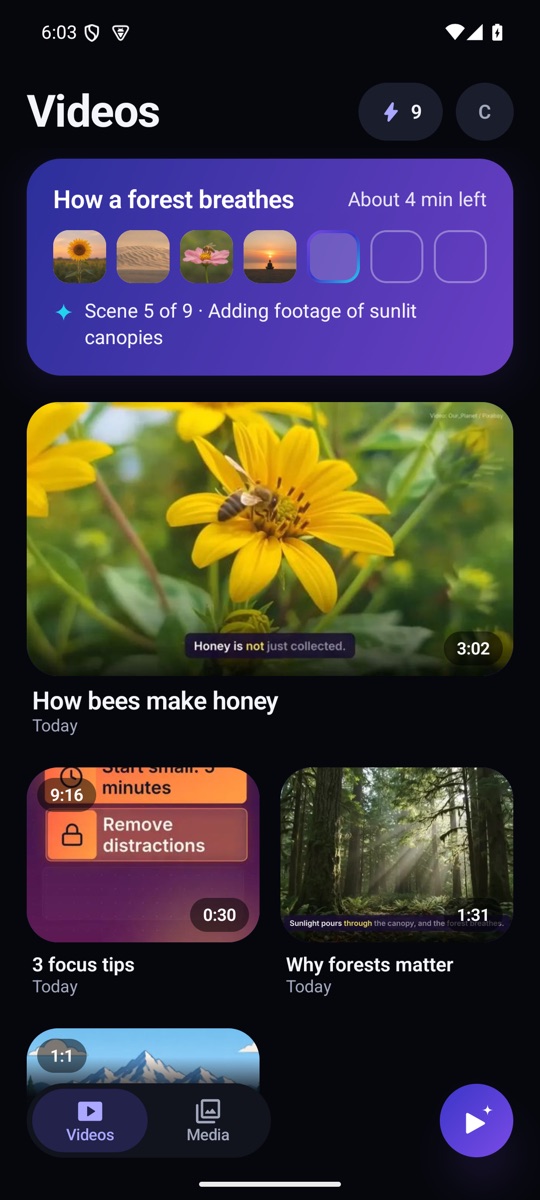 6:03
Videos
9
C
How a forest breathes
About 4 min left
Scene 5 of 9 · Adding footage of sunlit
canopies
Honey is not just collected.
3:02
How bees make honey
Today
9:16
minutes
Remove
distractions
0:30
Sunlight pours through the canopy, and the forest breathes.
1:31
3 focus tips
Today
Why forests matter
Today
1:1
Videos
Media